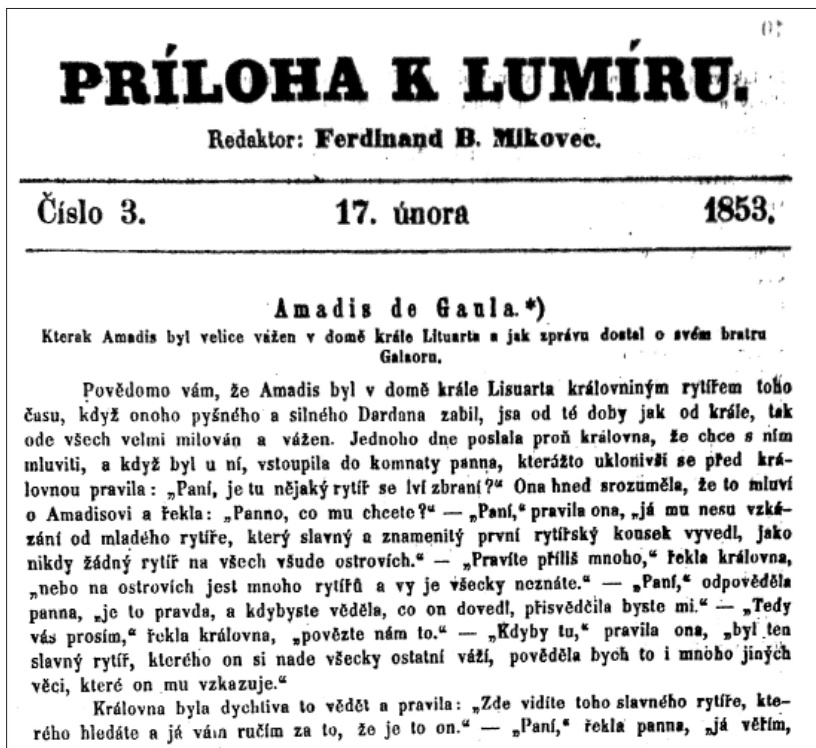 PRÍLOHA K LUMÍRU.
Redaktor: Ferdinand B. Mikovec.
Číslo 3. 17. února 1853.
Amadis de Gaula.*)
Kterak Amadis byl velice vážen v domě krále Lituarta a jak zprávu dostal o svém bratru
Galaoru.
Povědomo vám, že Amadis byl v domě krále Lisuarta královniným rytířem toho
času, když onoho pyšného a silného Dardana zabil, jsa od té doby jak od krále, tak
ode všech velmi milován a vážen. Jednoho dne poslala proň královna, že chce s ním
mluviti, a když byl u ní, vstoupila do komnaty panna, kterážto uklonivši se před krá-
lovnou pravila: „Paní, je tu nějaký rytíř se lví zbraní?“ Ona hned srozuměla, že to mluví
o Amadisovi a řekla: „Panno, co mu chcete?“ — „Paní,“ pravila ona, „já mu nesu vzká-
zání od mladého rytíře, který slavný a znamenitý první rytířský kousek vyvedl, jako
nikdy žádný rytíř na všech všude ostrovích.“ — „Pravíte příliš mnoho,“ řekla královna,
„nebo na ostrovích jest mnoho rytířů a vy je všecky neznáte.“ — „Paní,“ odpověděla
panna, „je to pravda, a kdybyste věděla, co on dovedl, přisvědčila byste mi.“ — „Tedy
vás prosím,“ řekla královna, „povězte nám to.“ — „Kdyby tu,“ pravila ona, „byl ten
slavný rytíř, kterého on si nade všecky ostatní váží, pověděla bych to i mnoho jiných
věcí, které on mu vzkazuje.“
Královna byla dychtiva to vědět a pravila: „Zde vidíte toho slavného rytíře, kte-
rého hledáte a já vám ručím za to, že je to on.“ — „Paní,“ řekla panna, „já věřím,